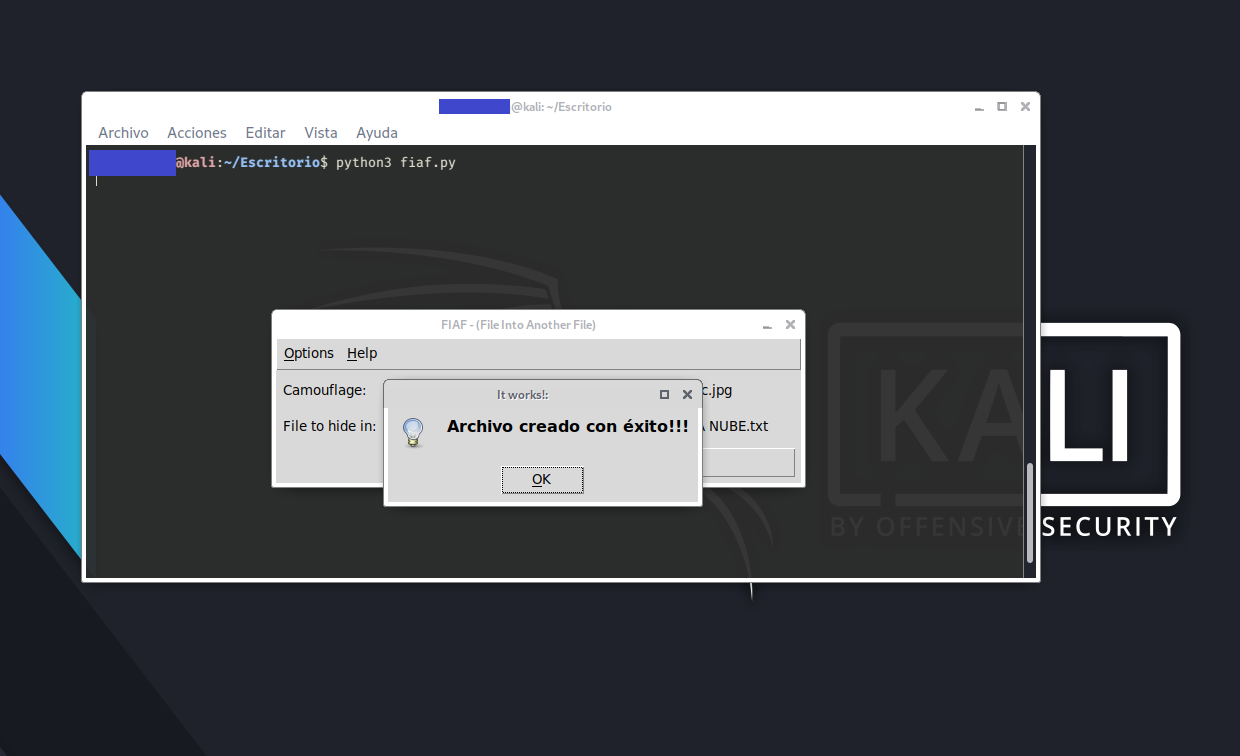 @kali: ~/Escritorio
Archivo Acciones Editar Vista Ayuda
@kali:~/Escritorio$ python3 fiaf.py
FIAF - (File Into Another File)
Options Help
Camouflage: c.jpg
It works!:
File to hide in: NUBE.txt
Archivo creado con éxito!!!
OK
KALI
BY OFFENSIVE SECURITY